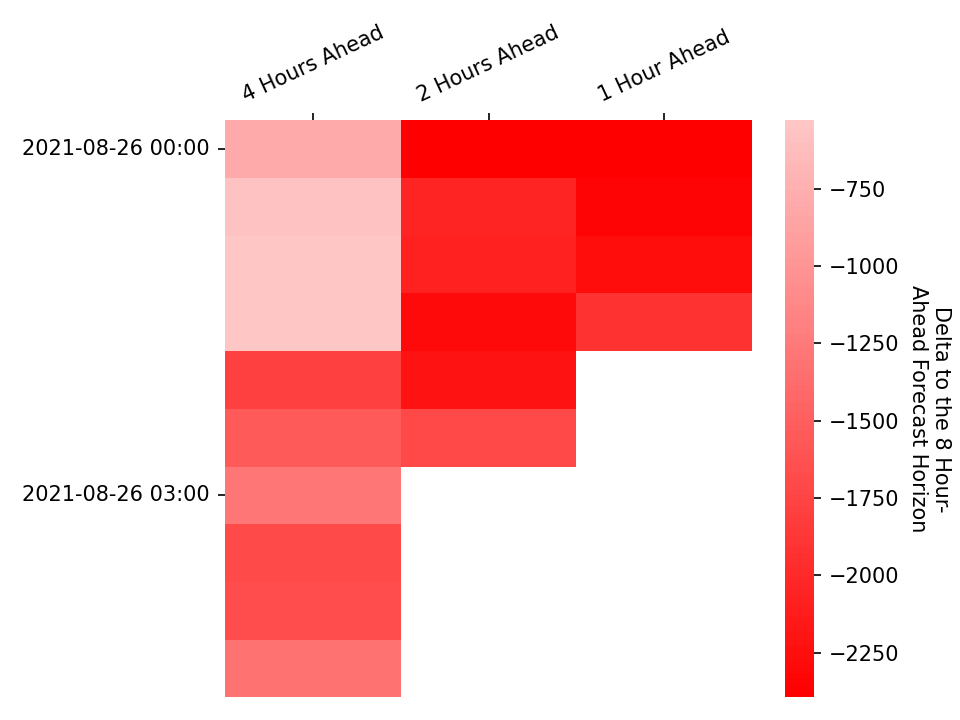 4 Hours Ahead
2 Hours Ahead
1 Hour Ahead
2021-08-26 00:00
2021-08-26 03:00
−750
−1000
−1250
−1500
−1750
−2000
−2250
Delta to the 8 Hour-
Ahead Forecast Horizon